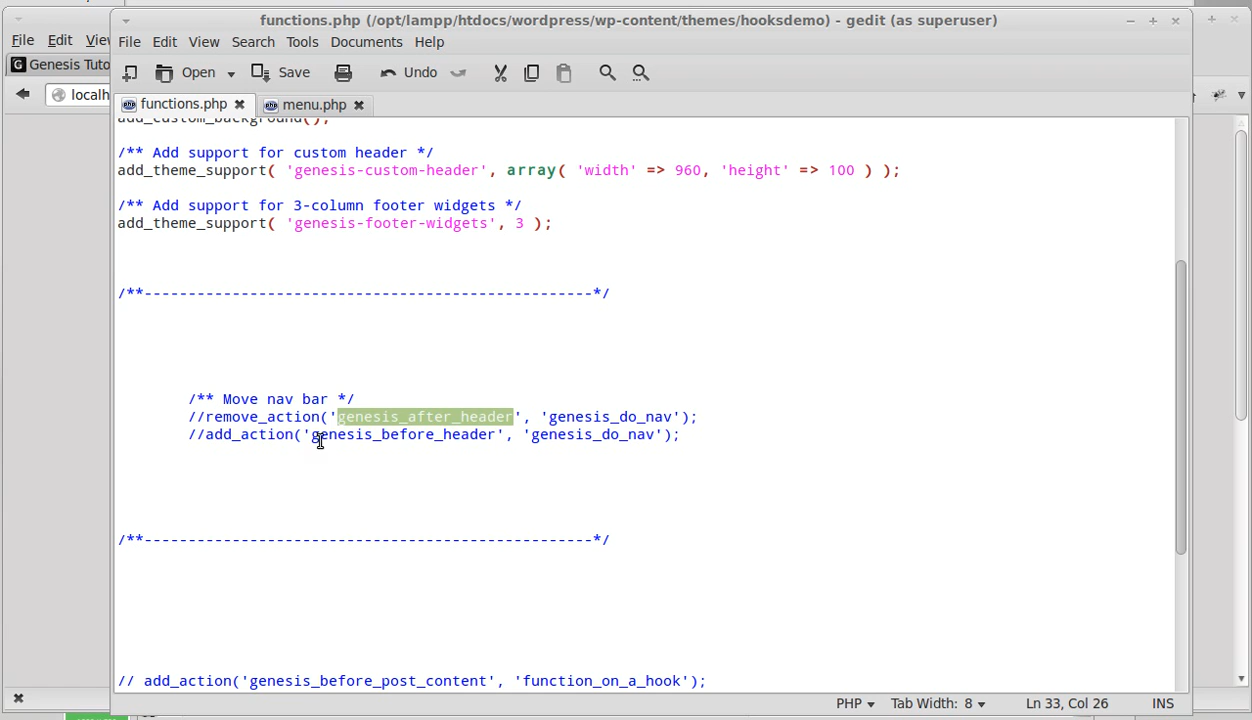 functions.php (/opt/lampp/htdocs/wordpress/wp-content/themes/hooksdemo) - gedit (as superuser)
File Edit View Search Tools Documents Help
File Edit
Open Save Undo
Genesis Tuto
functions.php menu.php
localh
add_custom_background();
/** Add support for custom header */
add_theme_support( 'genesis-custom-header', array( 'width' => 960, 'height' => 100 ) );
/** Add support for 3-column footer widgets */
add_theme_support( 'genesis-footer-widgets', 3 );
/**---------------------------------------------------*/
/** Move nav bar */
//remove_action('genesis_after_header', 'genesis_do_nav');
//add_action('genesis_before_header', 'genesis_do_nav');
/**---------------------------------------------------*/
// add_action('genesis_before_post_content', 'function_on_a_hook');
PHP Tab Width: 8 Ln 33, Col 26 INS